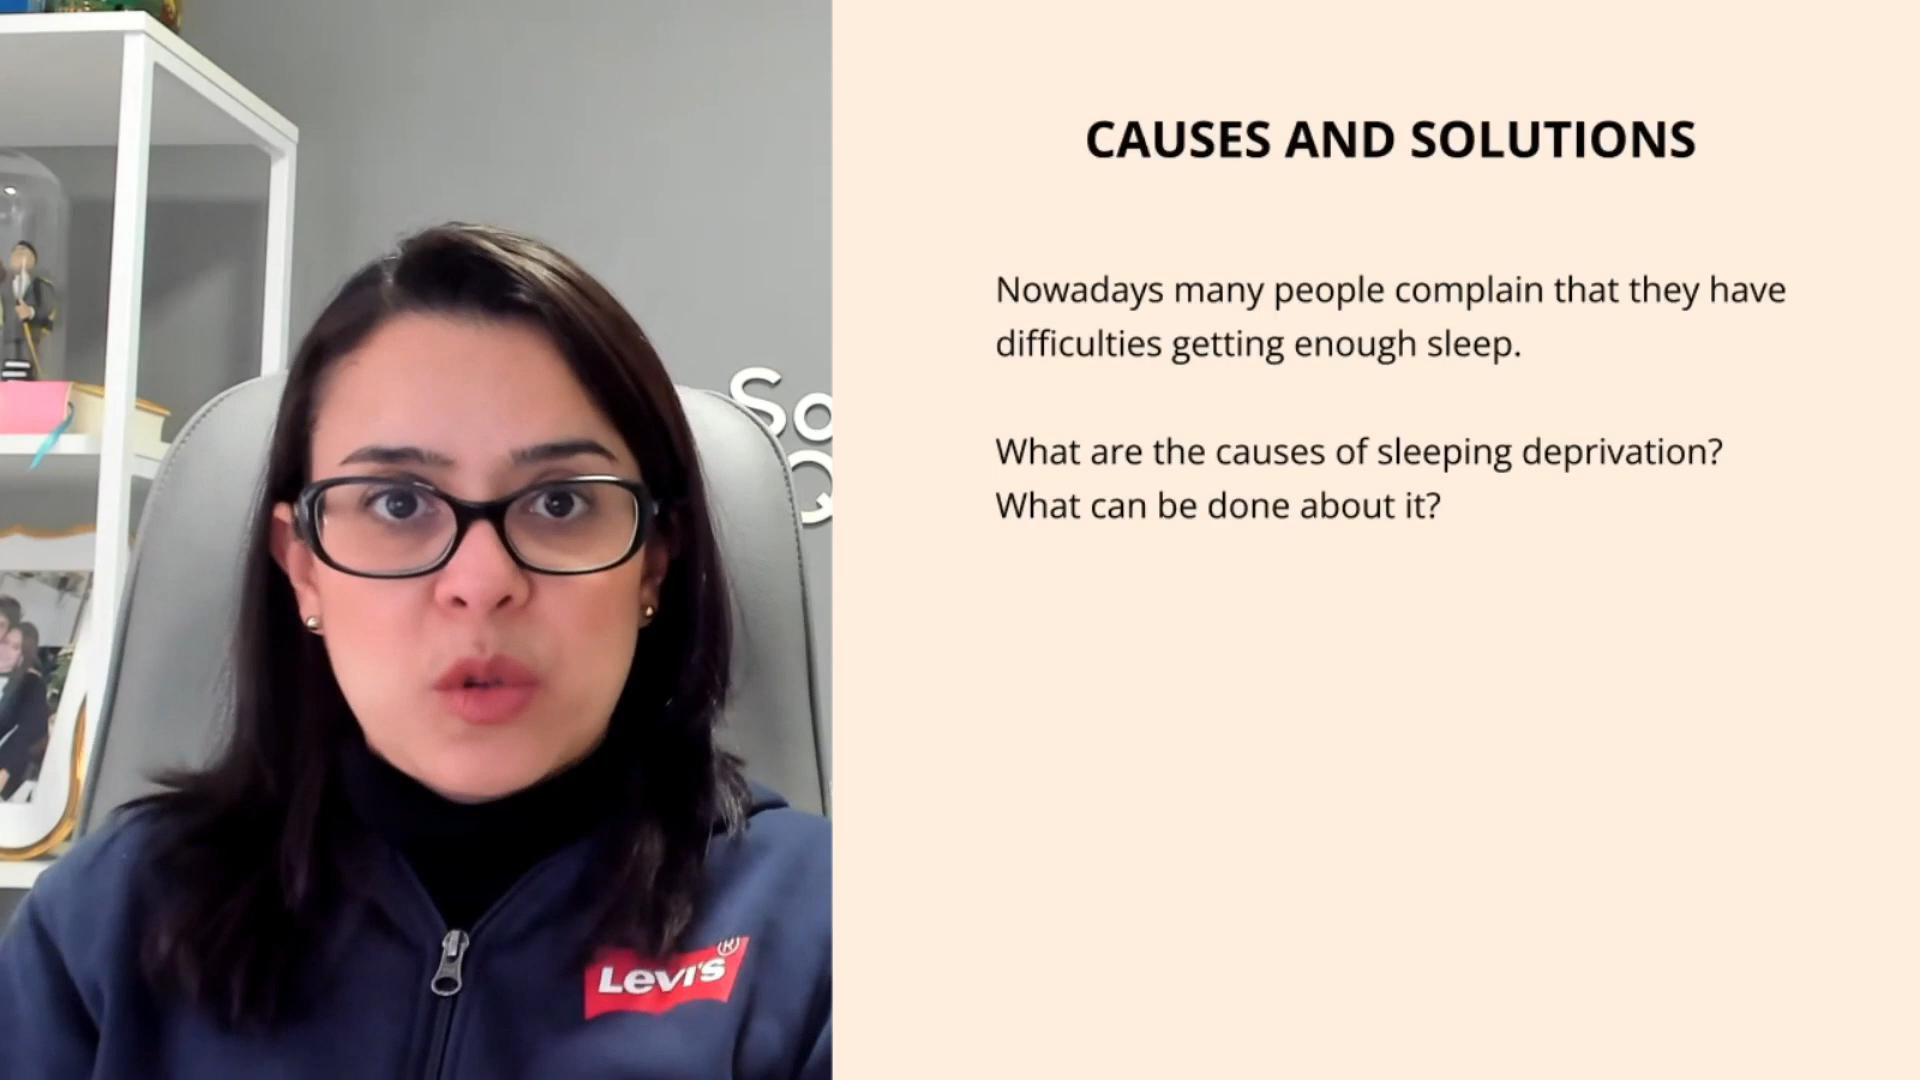 CAUSES AND SOLUTIONS
Nowadays many people complain that they have
difficulties getting enough sleep.
What are the causes of sleeping deprivation?
What can be done about it?
So
Q
Levi's®